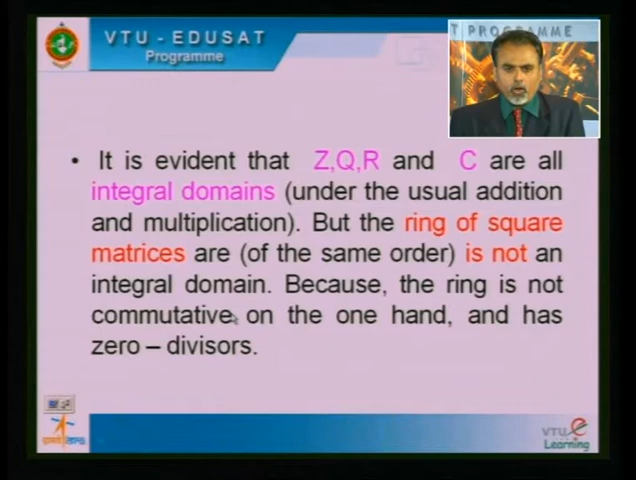 VTU - EDUSAT
Programme
T PROGRAMME
• It is evident that Z,Q,R and C are all
integral domains (under the usual addition
and multiplication). But the ring of square
matrices are (of the same order) is not an
integral domain. Because, the ring is not
commutative on the one hand, and has
zero – divisors.
VTU e
Learning